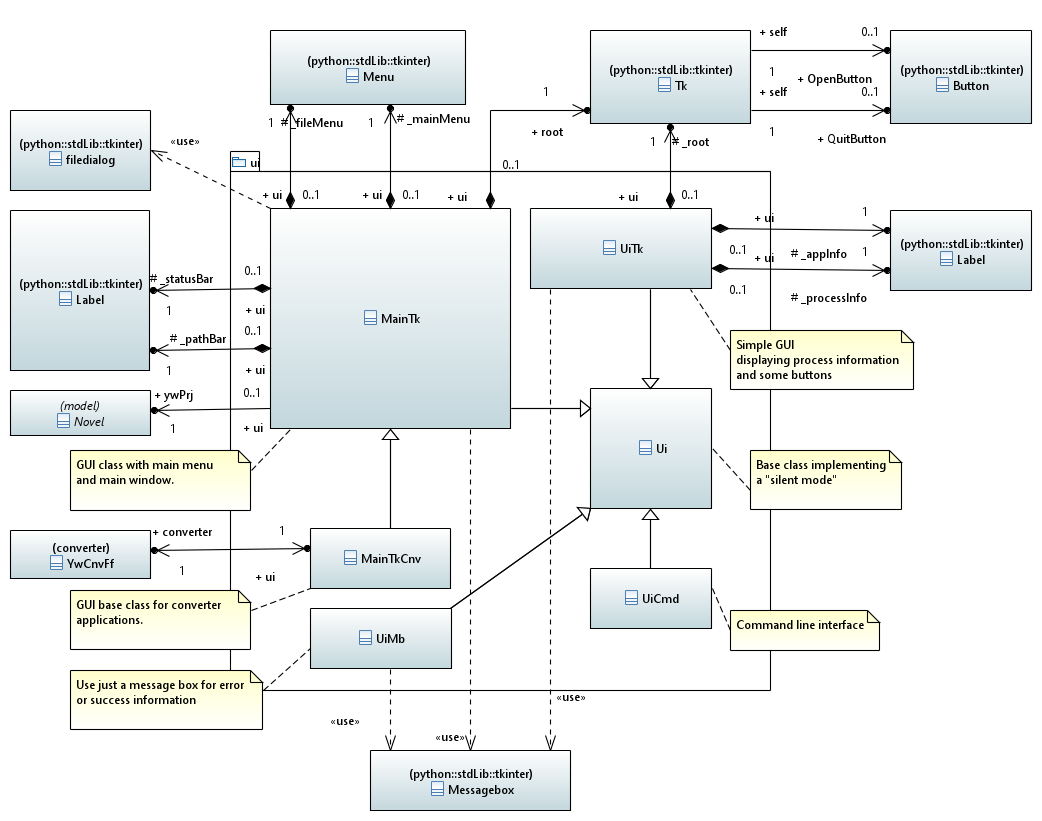 + self
0..1
(python::stdLib::tkinter)
Menu
(python::stdLib::tkinter)
Tk
1
+ OpenButton
(python::stdLib::tkinter)
Button
1
+ self
0..1
1
# _fileMenu
1
# _mainMenu
+ root
1
+ QuitButton
(python::stdLib::tkinter)
filedialog
«use»
1
# _root
ui
0..1
+ ui
0..1
+ ui
0..1
+ ui
+ ui
0..1
(python::stdLib::tkinter)
Label
# _statusBar
0..1
1
+ ui
# _pathBar
0..1
1
+ ui
MainTk
UiTk
+ ui
1
0..1
# _appInfo
+ ui
1
0..1
# _processInfo
(python::stdLib::tkinter)
Label
Simple GUI
displaying process information
and some buttons
(model)
Novel
+ ywPrj
0..1
1
+ ui
Ui
GUI class with main menu
and main window.
Base class implementing
a "silent mode"
(converter)
YwCnvFf
+ converter
1
1
+ ui
MainTkCnv
GUI base class for converter
applications.
UiCmd
UiMb
Command line interface
Use just a message box for error
or success information
«use»
«use»
«use»
(python::stdLib::tkinter)
Messagebox